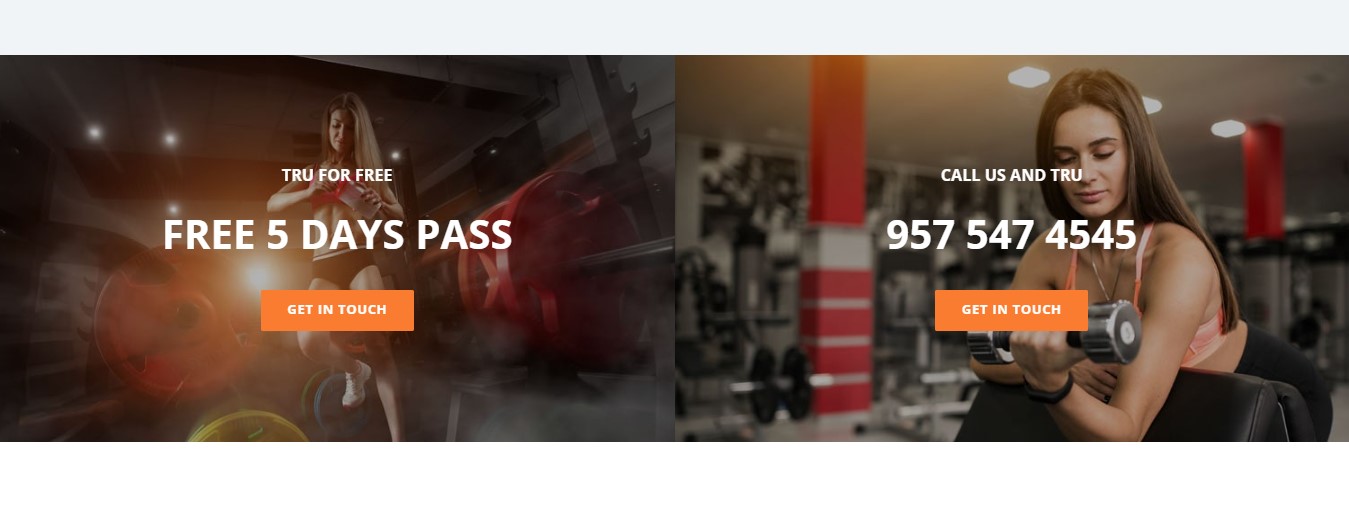 TRU FOR FREE
FREE 5 DAYS PASS
GET IN TOUCH
CALL US AND TRU
957 547 4545
GET IN TOUCH